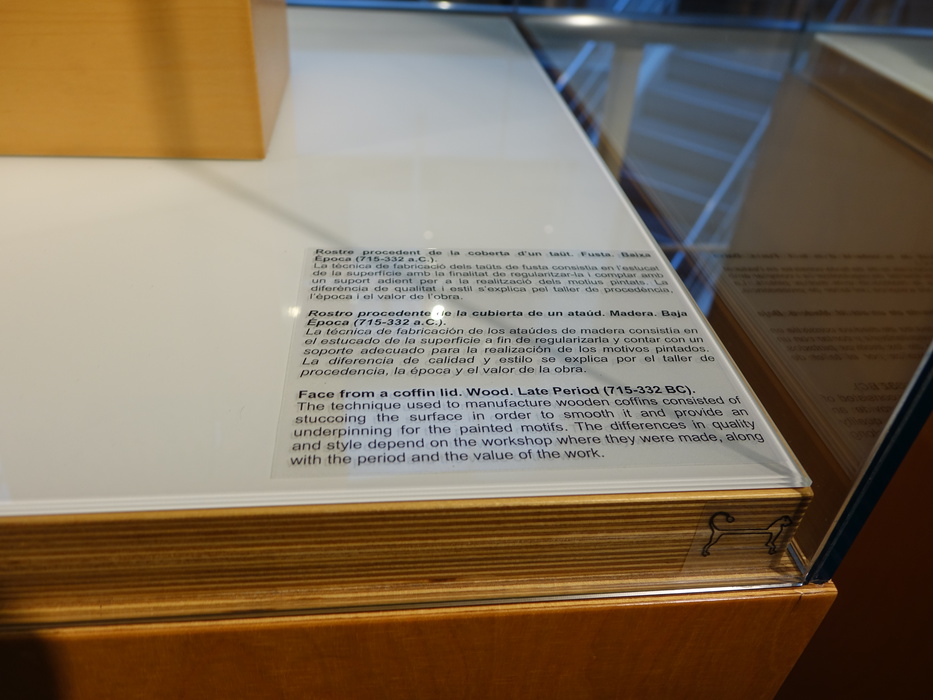 Rostre procedent de la coberta d'un taüt. Fusta. Baixa
Època (715-332 a.C.).
La tècnica de fabricació dels taüts de fusta consistia en l'estucat
de la superfície amb la finalitat de regularitzar-la i comptar amb
un suport adient per a la realització dels motius pintats. La
diferència de qualitat i estil s'explica pel taller de procedència,
l'època i el valor de l'obra.
Rostro procedente de la cubierta de un ataúd. Madera. Baja
Época (715-332 a.C.).
La técnica de fabricación de los ataúdes de madera consistía en
el estucado de la superficie a fin de regularizarla y contar con un
soporte adecuado para la realización de los motivos pintados.
La diferencia de calidad y estilo se explica por el taller de
procedencia, la época y el valor de la obra.
Face from a coffin lid. Wood. Late Period (715-332 BC).
The technique used to manufacture wooden coffins consisted of
stuccoing the surface in order to smooth it and provide an
underpinning for the painted motifs. The differences in quality
and style depend on the workshop where they were made, along
with the period and the value of the work.